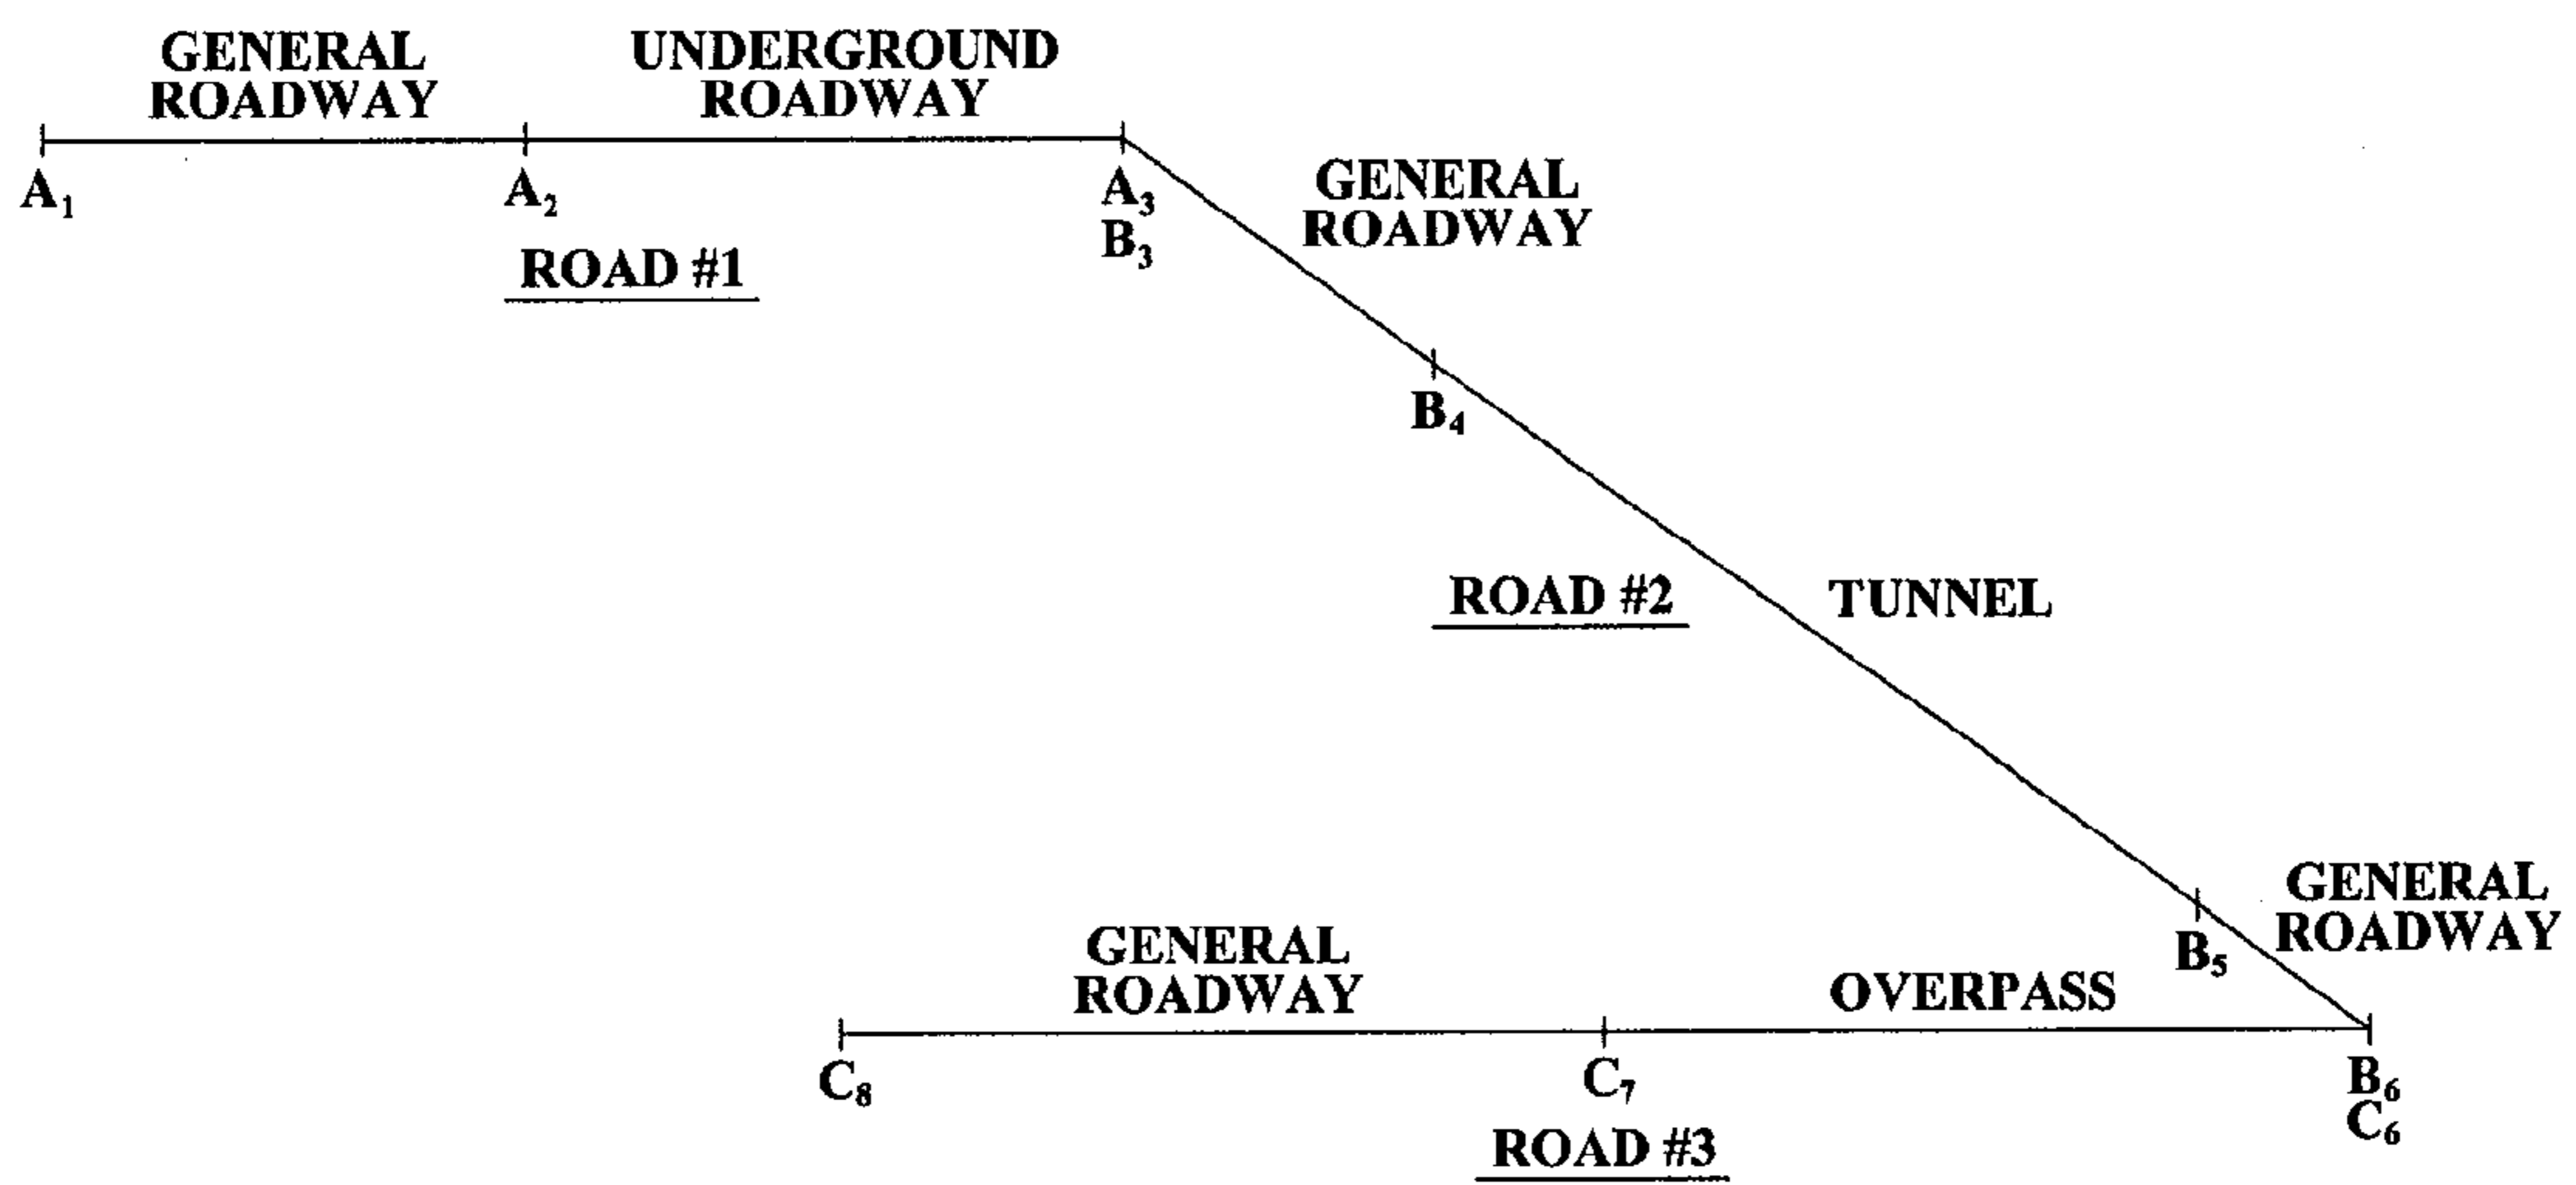 GENERAL
ROADWAY
UNDERGROUND
ROADWAY
A₁
A₂
A₃
B₃
ROAD #1
GENERAL
ROADWAY
B₄
ROAD #2
TUNNEL
GENERAL
ROADWAY
B₅
GENERAL
ROADWAY
OVERPASS
C₈
C₇
B₆
C₆
ROAD #3